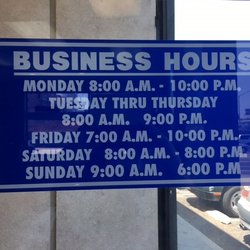 BUSINESS HOURS
MONDAY 8:00 A.M. - 10:00 P.M.
TUESDAY THRU THURSDAY
8:00 A.M. 9:00 P.M.
FRIDAY 7:00 A.M. - 10:00 P.M.
SATURDAY 8:00 A.M. - 8:00 P.M.
SUNDAY 9:00 A.M. 6:00 P.M.